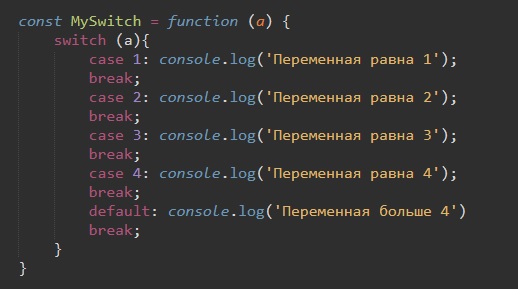 const MySwitch = function (a) {
    switch (a){
        case 1: console.log('Переменная равна 1');
        break;
        case 2: console.log('Переменная равна 2');
        break;
        case 3: console.log('Переменная равна 3');
        break;
        case 4: console.log('Переменная равна 4');
        break;
        default: console.log('Переменная больше 4')
        break;
    }
}